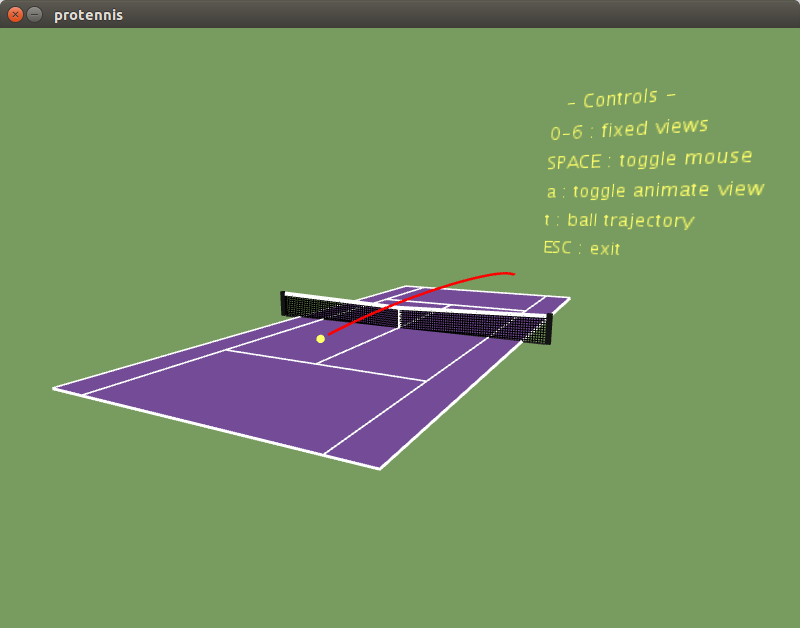 protennis
- Controls -
0-6 : fixed views
SPACE : toggle mouse
a : toggle animate view
t : ball trajectory
ESC : exit